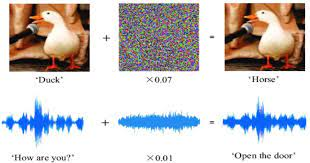 + =
'Duck' ×0.07 'Horse'
+ =
'How are you?' ×0.01 'Open the door'